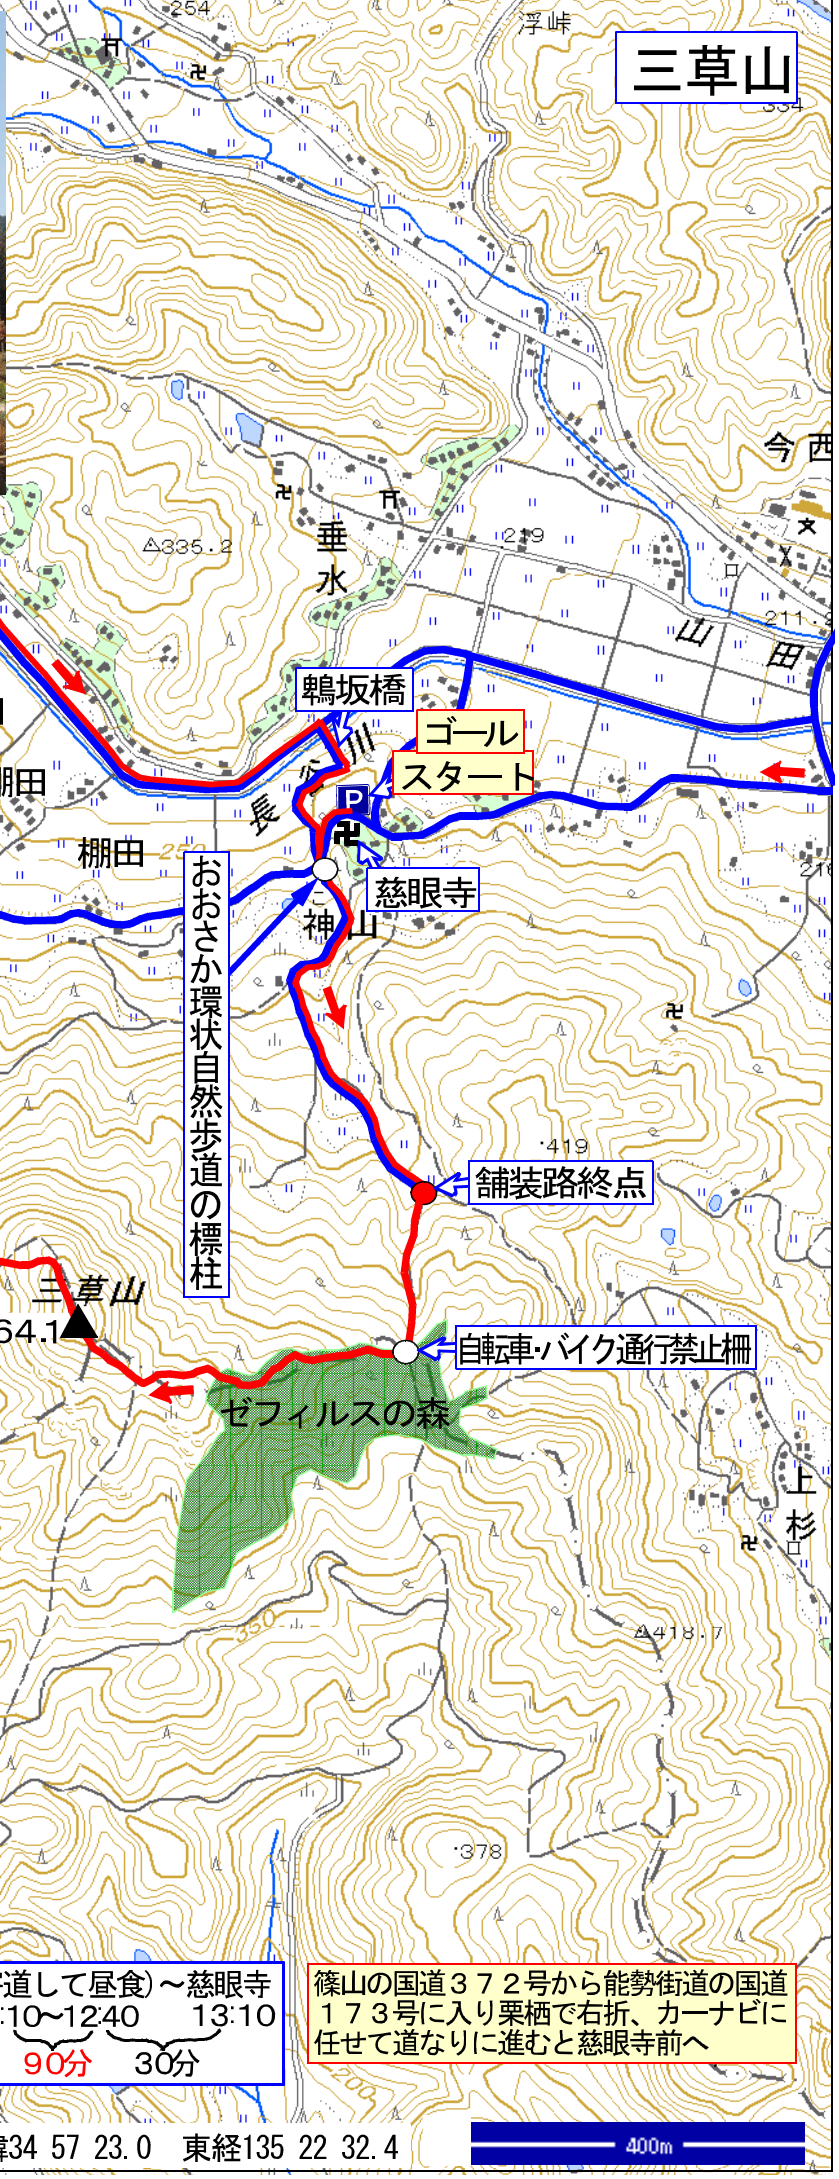 254
浮峠
三草山
334
今西
335.2
垂水
219
211.2
山田
鵯坂橋
長谷川
ゴール
スタート
P
棚田
棚田
250
慈眼寺
神山
おおさか環状自然歩道の標柱
419
舗装路終点
三草山
64.1
自転車・バイク通行禁止柵
ゼフィルスの森
上杉
350
418.7
378
道して昼食)～慈眼寺
:10～12:40 13:10
90分 30分
篠山の国道３７２号から能勢街道の国道
１７３号に入り栗栖で右折、カーナビに
任せて道なりに進むと慈眼寺前へ
200
緯34 57 23.0 東経135 22 32.4
400m